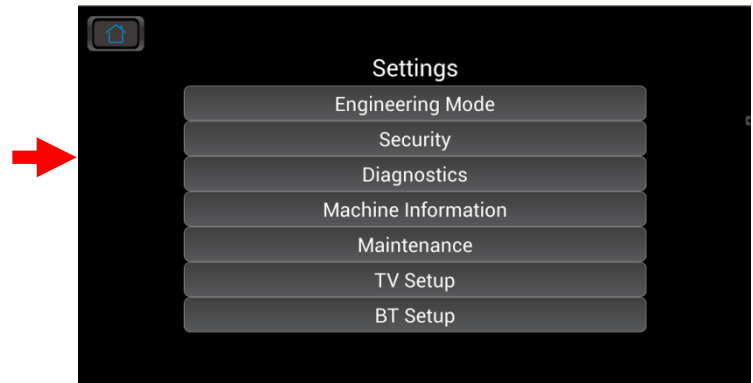 Settings
Engineering Mode
Security
Diagnostics
Machine Information
Maintenance
TV Setup
BT Setup